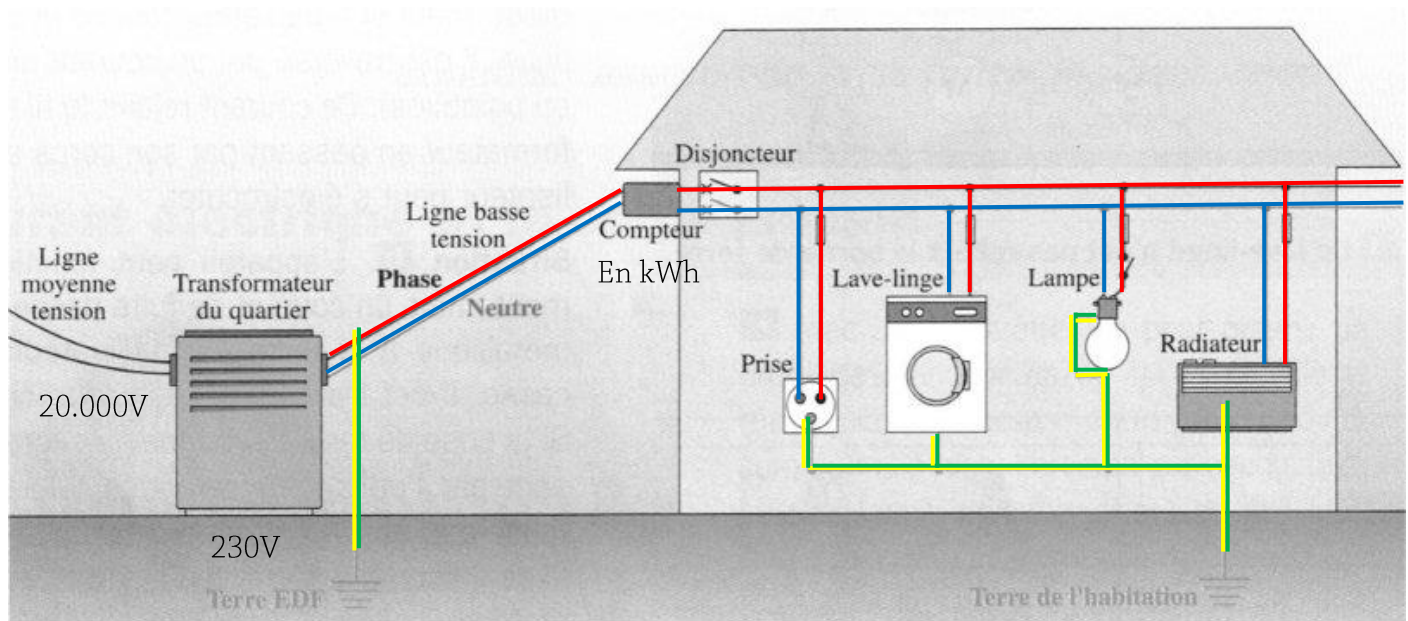 Disjoncteur
Ligne basse
tension
Compteur
En kWh
Ligne
moyenne
tension
Transformateur
du quartier
Phase
Neutre
Lave-linge
Lampe
Radiateur
Prise
20.000V
230V
Terre EDF
Terre de l'habitation